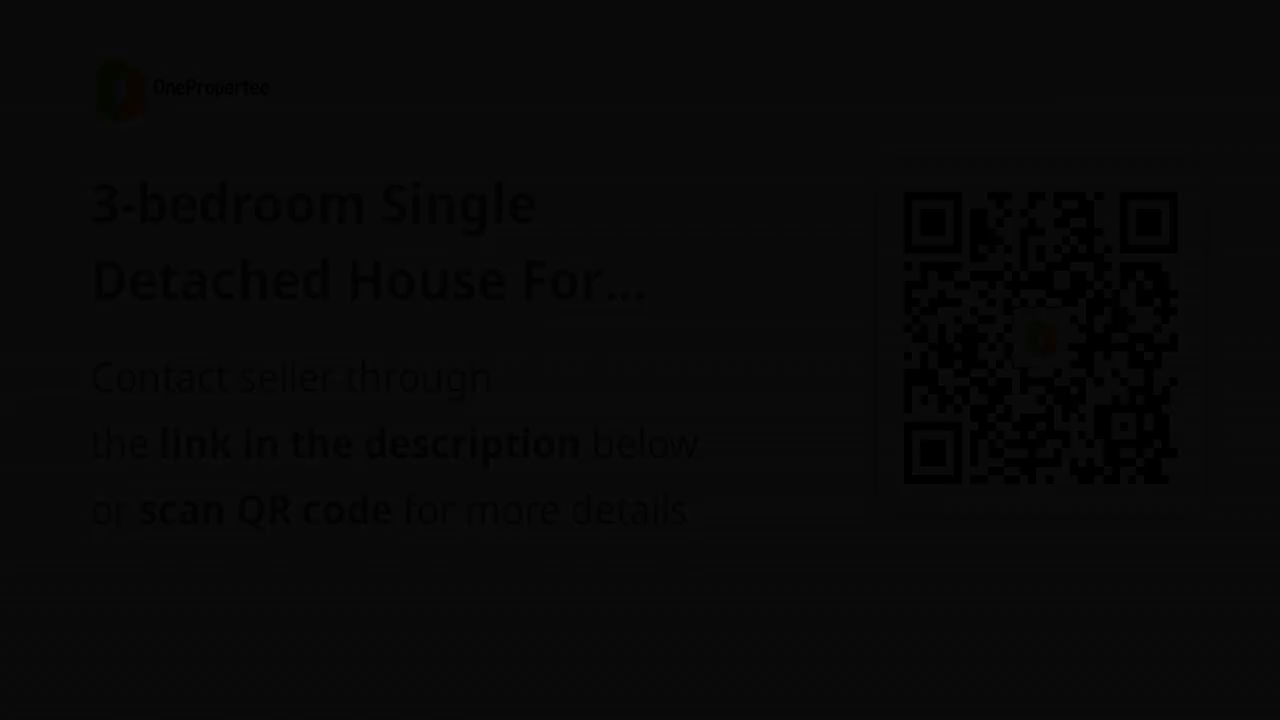 OnePropertee
3-bedroom Single
Detached House For...
Contact seller through
the link in the description below
or scan QR code for more details